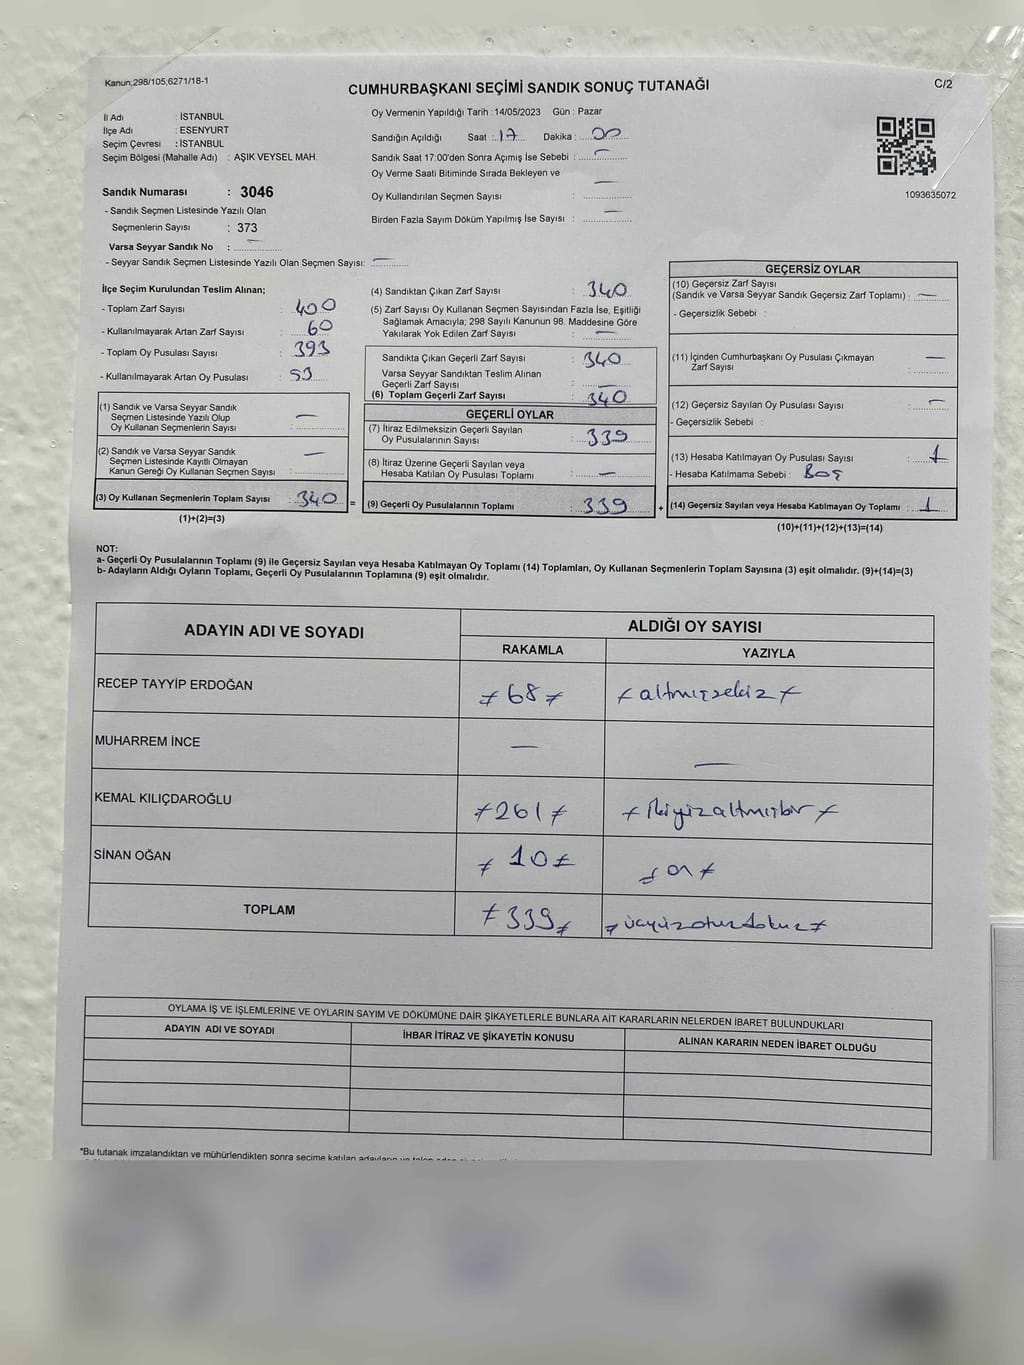 Kanun;298/105;6271/18-1
CUMHURBAŞKANI SEÇİMİ SANDIK SONUÇ TUTANAĞI
C/2
İl Adı : İSTANBUL
İlçe Adı : ESENYURT
Seçim Çevresi : İSTANBUL
Seçim Bölgesi (Mahalle Adı) : AŞIK VEYSEL MAH.
Sandık Numarası : 3046
- Sandık Seçmen Listesinde Yazılı Olan
Seçmenlerin Sayısı : 373
Varsa Seyyar Sandık No : —
- Seyyar Sandık Seçmen Listesinde Yazılı Olan Seçmen Sayısı: —
Oy Vermenin Yapıldığı Tarih : 14/05/2023 Gün : Pazar
Sandığın Açıldığı Saat : 17 Dakika : 00
Sandık Saat 17:00'den Sonra Açımış İse Sebebi : —
Oy Verme Saati Bitiminde Sırada Bekleyen ve
Oy Kullandırılan Seçmen Sayısı : —
Birden Fazla Sayım Döküm Yapılmış İse Sayısı : —
1093635072
İlçe Seçim Kurulundan Teslim Alınan;
- Toplam Zarf Sayısı : 400
- Kullanılmayarak Artan Zarf Sayısı : 60
- Toplam Oy Pusulası Sayısı : 393
- Kullanılmayarak Artan Oy Pusulası : 53
(1) Sandık ve Varsa Seyyar Sandık
Seçmen Listesinde Yazılı Olup
Oy Kullanan Seçmenlerin Sayısı : —
(2) Sandık ve Varsa Seyyar Sandık
Seçmen Listesinde Kayıtlı Olmayan
Kanun Gereği Oy Kullanan Seçmen Sayısı : —
(3) Oy Kullanan Seçmenlerin Toplam Sayısı : 340 =
(1)+(2)=(3)
(4) Sandıktan Çıkan Zarf Sayısı : 340
(5) Zarf Sayısı Oy Kullanan Seçmen Sayısından Fazla İse, Eşitliği
Sağlamak Amacıyla; 298 Sayılı Kanunun 98. Maddesine Göre
Yakılarak Yok Edilen Zarf Sayısı : —
Sandıkta Çıkan Geçerli Zarf Sayısı : 340
Varsa Seyyar Sandıktan Teslim Alınan
Geçerli Zarf Sayısı : —
(6) Toplam Geçerli Zarf Sayısı : 340
GEÇERLİ OYLAR
(7) İtiraz Edilmeksizin Geçerli Sayılan
Oy Pusulalarının Sayısı : 339
(8) İtiraz Üzerine Geçerli Sayılan veya
Hesaba Katılan Oy Pusulası Toplamı : —
(9) Geçerli Oy Pusulalarının Toplamı : 339 +
GEÇERSİZ OYLAR
(10) Geçersiz Zarf Sayısı
(Sandık ve Varsa Seyyar Sandık Geçersiz Zarf Toplamı) : —
- Geçersizlik Sebebi :
(11) İçinden Cumhurbaşkanı Oy Pusulası Çıkmayan
Zarf Sayısı : —
(12) Geçersiz Sayılan Oy Pusulası Sayısı : —
- Geçersizlik Sebebi :
(13) Hesaba Katılmayan Oy Pusulası Sayısı : 1
- Hesaba Katılmama Sebebi : Boş
(14) Geçersiz Sayılan veya Hesaba Katılmayan Oy Toplamı : 1
(10)+(11)+(12)+(13)=(14)
NOT:
a- Geçerli Oy Pusulalarının Toplamı (9) ile Geçersiz Sayılan veya Hesaba Katılmayan Oy Toplamı (14) Toplamları, Oy Kullanan Seçmenlerin Toplam Sayısına (3) eşit olmalıdır. (9)+(14)=(3)
b- Adayların Aldığı Oyların Toplamı, Geçerli Oy Pusulalarının Toplamına (9) eşit olmalıdır.
ADAYIN ADI VE SOYADI
ALDIĞI OY SAYISI
RAKAMLA YAZIYLA
RECEP TAYYİP ERDOĞAN ≠68≠ ≠altmışsekiz≠
MUHARREM İNCE — —
KEMAL KILIÇDAROĞLU ≠261≠ ≠ikiyüzaltmışbir≠
SİNAN OĞAN ≠10≠ ≠on≠
TOPLAM ≠339≠ ≠üçyüzotuzdokuz≠
OYLAMA İŞ VE İŞLEMLERİNE VE OYLARIN SAYIM VE DÖKÜMÜNE DAİR ŞİKAYETLERLE BUNLARA AİT KARARLARIN NELERDEN İBARET BULUNDUKLARI
ADAYIN ADI VE SOYADI İHBAR İTİRAZ VE ŞİKAYETİN KONUSU ALINAN KARARIN NEDEN İBARET OLDUĞU
*Bu tutanak imzalandıktan ve mühürlendikten sonra seçime katılan adayların